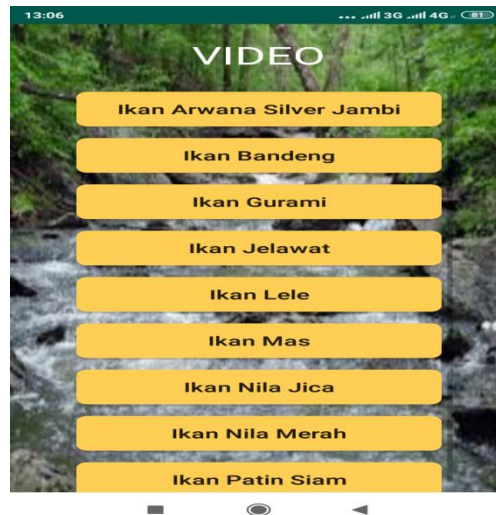 13:06
3G 4G 81
VIDEO
Ikan Arwana Silver Jambi
Ikan Bandeng
Ikan Gurami
Ikan Jelawat
Ikan Lele
Ikan Mas
Ikan Nila Jica
Ikan Nila Merah
Ikan Patin Siam